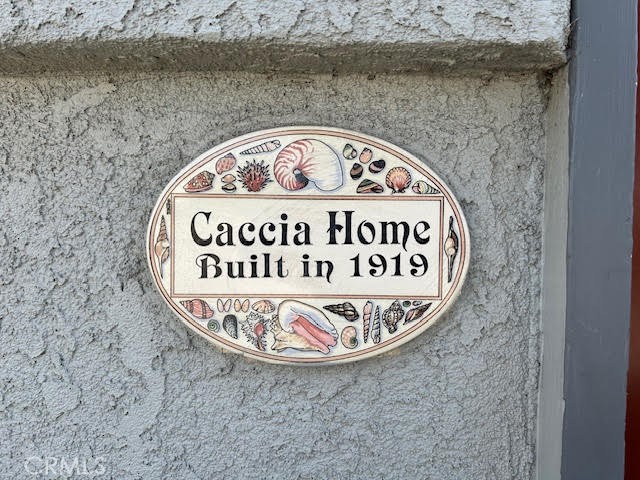 Caccia Home
Built in 1919
CRMLS